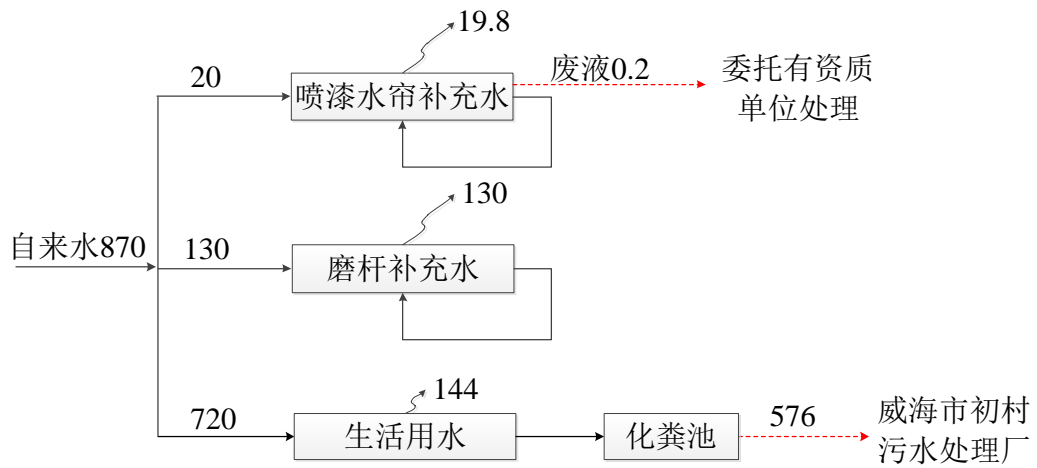 19.8
20
喷漆水帘补充水
废液0.2
委托有资质
单位处理
130
自来水870
130
磨杆补充水
144
720
生活用水
化粪池
576
威海市初村
污水处理厂